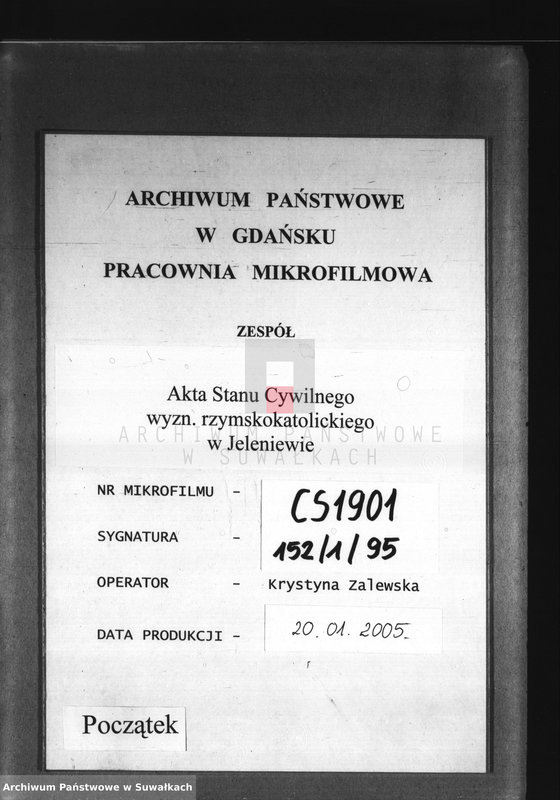 ARCHIWUM PAŃSTWOWE
W GDAŃSKU
PRACOWNIA MIKROFILMOWA
ZESPÓŁ
Akta Stanu Cywilnego
wyzn. rzymskokatolickiego
w Jeleniewie
ARCHIWUM PAŃSTWOWE
W SUWAŁKACH
NR MIKROFILMU - CS1901
SYGNATURA - 152/1/95
OPERATOR - Krystyna Zalewska
DATA PRODUKCJI - 20.01.2005
Początek
Archiwum Państwowe w Suwałkach